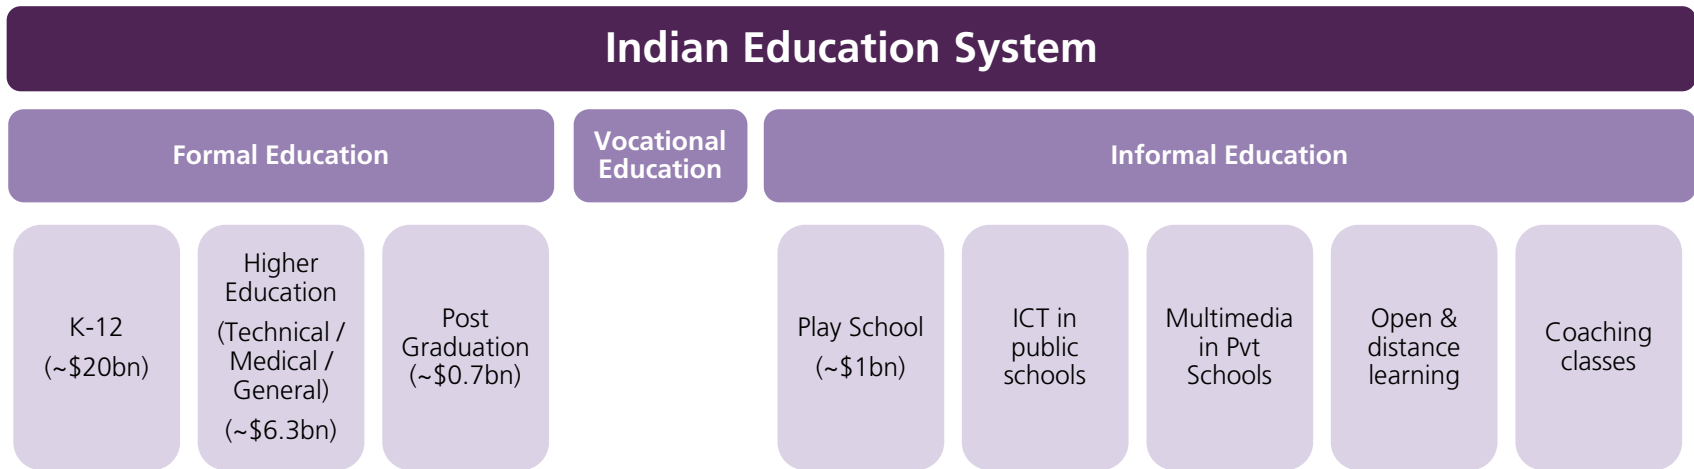 Indian Education System
Formal Education
Vocational
Education
Informal Education
K-12
(~$20bn)
Higher
Education
(Technical /
Medical /
General)
(~$6.3bn)
Post
Graduation
(~$0.7bn)
Play School
(~$1bn)
ICT in
public
schools
Multimedia
in Pvt
Schools
Open &
distance
learning
Coaching
classes